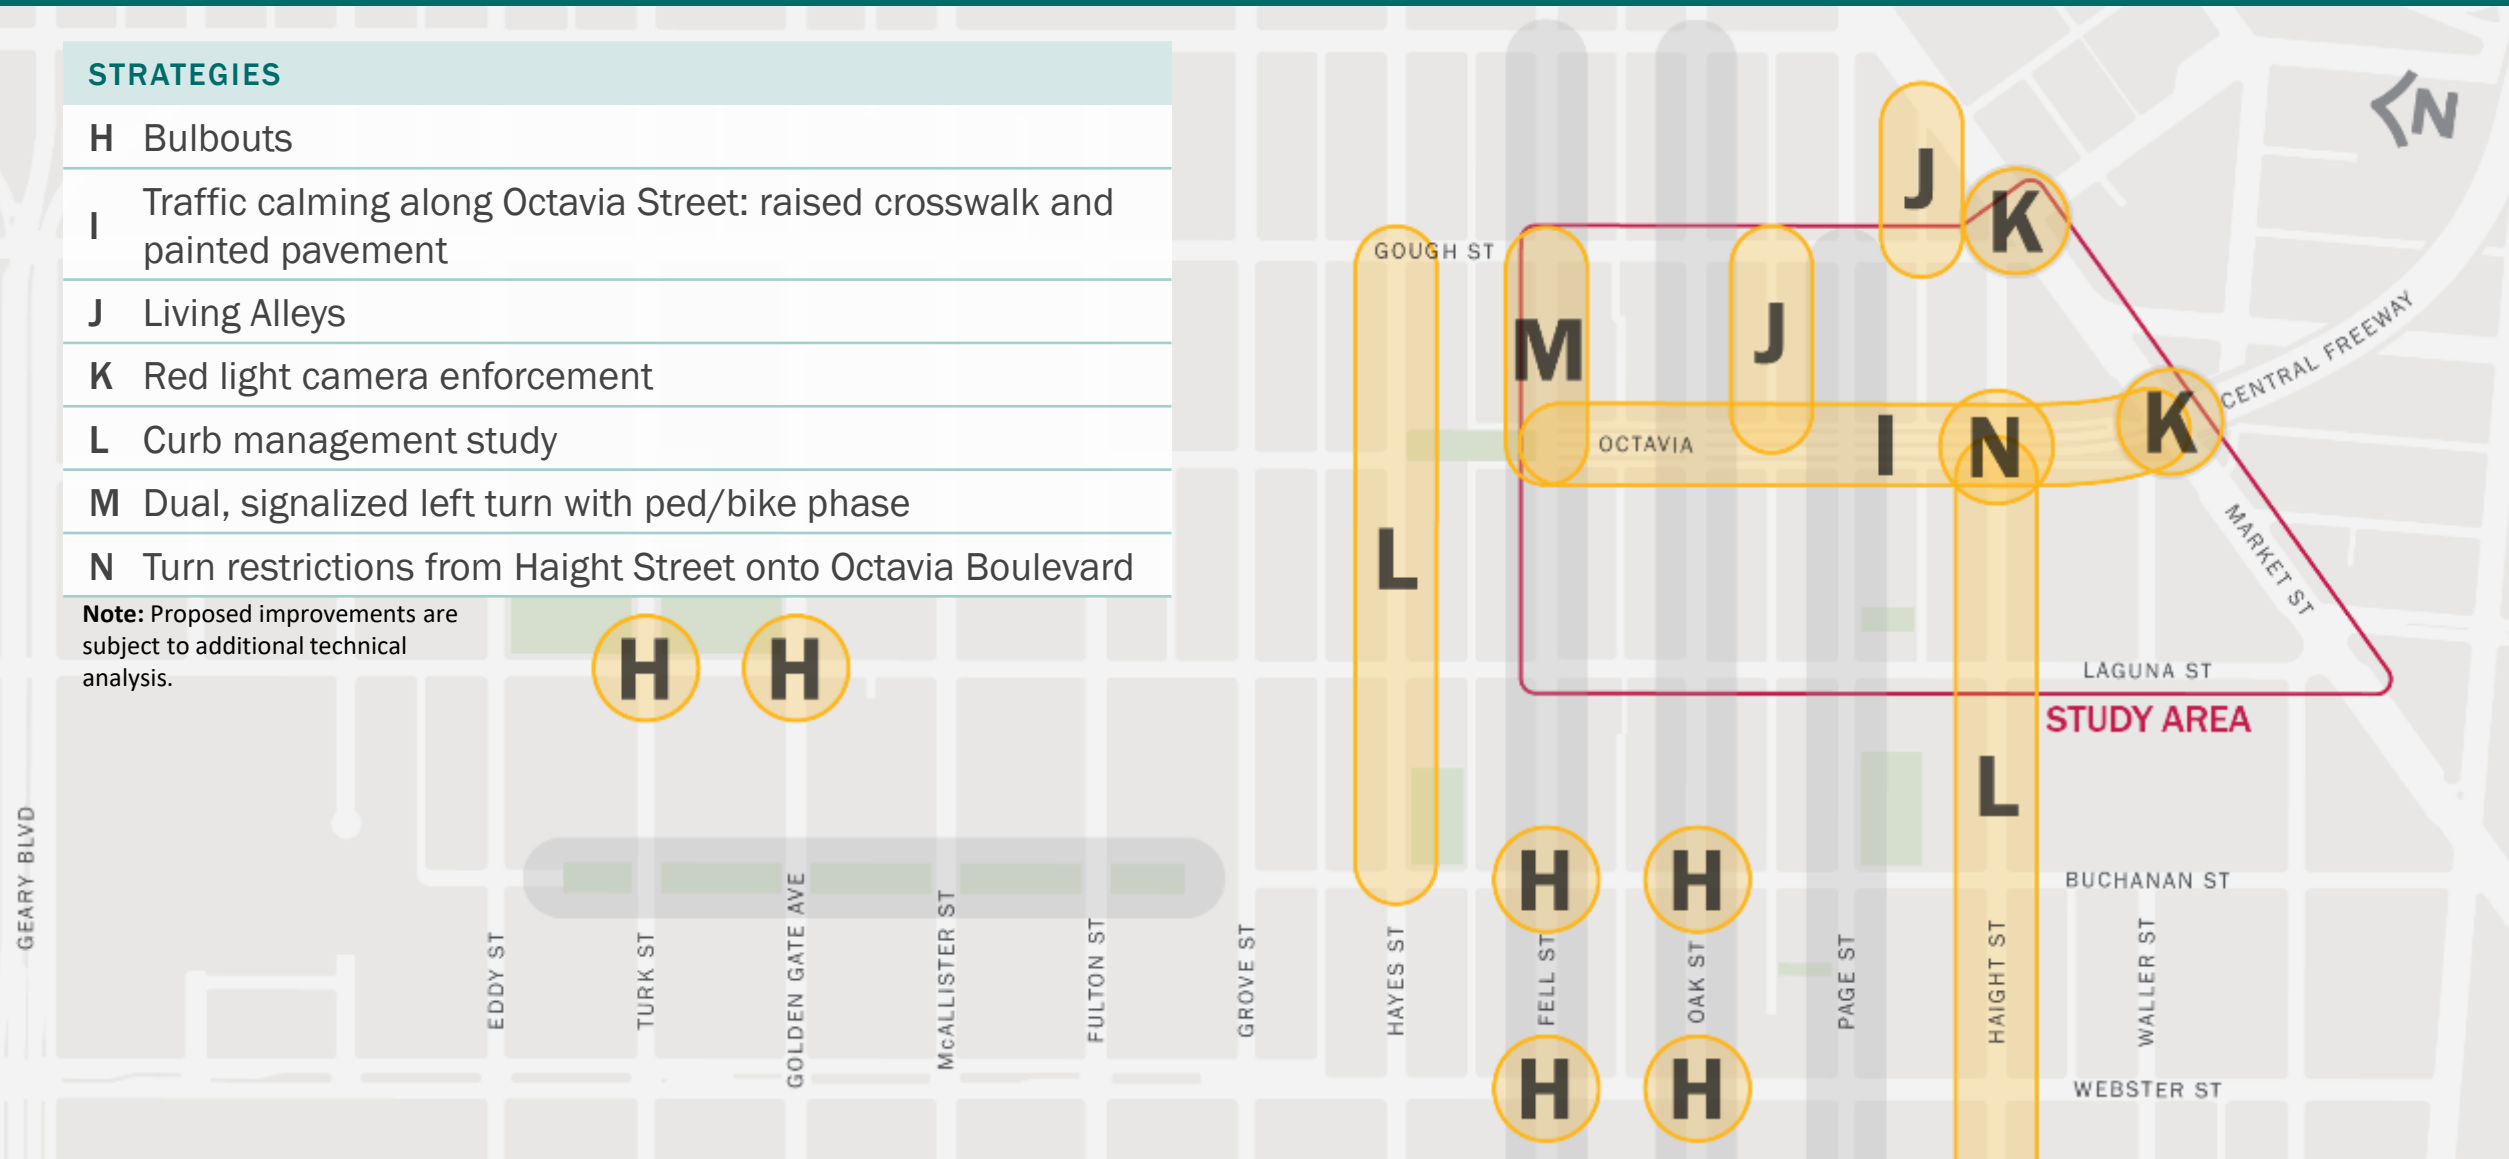 STRATEGIES
H Bulbouts
I Traffic calming along Octavia Street: raised crosswalk and
painted pavement
J Living Alleys
K Red light camera enforcement
L Curb management study
M Dual, signalized left turn with ped/bike phase
N Turn restrictions from Haight Street onto Octavia Boulevard
Note: Proposed improvements are
subject to additional technical
analysis.
N
J
K
GOUGH ST
M
J
CENTRAL FREEWAY
OCTAVIA
I
N
K
L
MARKET ST
H
H
LAGUNA ST
STUDY AREA
L
H
H
BUCHANAN ST
GEARY BLVD
EDDY ST
TURK ST
GOLDEN GATE AVE
McALLISTER ST
FULTON ST
GROVE ST
HAYES ST
FELL ST
OAK ST
PAGE ST
HAIGHT ST
WALLER ST
H
H
WEBSTER ST